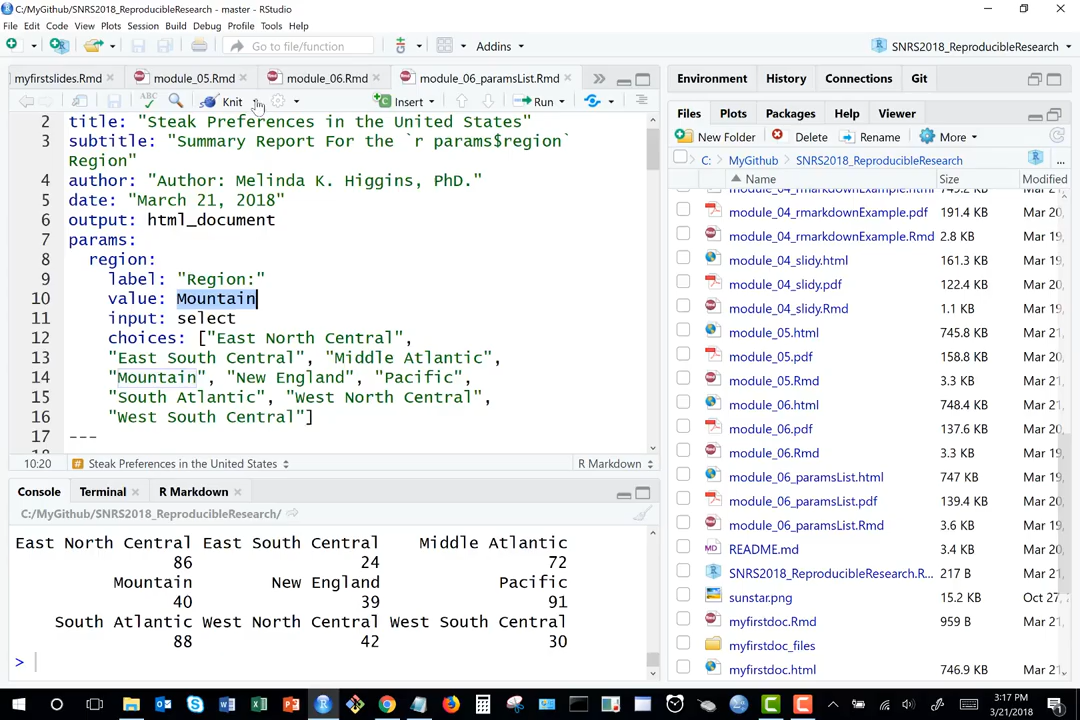 C:/MyGithub/SNRS2018_ReproducibleResearch - master - RStudio
File Edit Code View Plots Session Build Debug Profile Tools Help
Go to file/function
Addins
SNRS2018_ReproducibleResearch
myfirstslides.Rmd
module_05.Rmd
module_06.Rmd
module_06_paramsList.Rmd
ABC
Knit
Insert
Run
2 title: "Steak Preferences in the United States"
3 subtitle: "Summary Report For the `r params$region`
Region"
4 author: "Author: Melinda K. Higgins, PhD."
5 date: "March 21, 2018"
6 output: html_document
7 params:
8 region:
9 label: "Region:"
10 value: Mountain
11 input: select
12 choices: ["East North Central",
13 "East South Central", "Middle Atlantic",
14 "Mountain", "New England", "Pacific",
15 "South Atlantic", "West North Central",
16 "West South Central"]
17 ---
10:20
Steak Preferences in the United States
R Markdown
Console Terminal R Markdown
C:/MyGithub/SNRS2018_ReproducibleResearch/
East North Central East South Central Middle Atlantic
86 24 72
Mountain New England Pacific
40 39 91
South Atlantic West North Central West South Central
88 42 30
>
Environment History Connections Git
Files Plots Packages Help Viewer
New Folder Delete Rename More
C: MyGithub SNRS2018_ReproducibleResearch ...
Name Size Modified
module_04_rmarkdownExample.html 745.2 KB Mar 20,
module_04_rmarkdownExample.pdf 191.4 KB Mar 20,
module_04_rmarkdownExample.Rmd 2.8 KB Mar 19,
module_04_slidy.html 161.3 KB Mar 20,
module_04_slidy.pdf 122.4 KB Mar 20,
module_04_slidy.Rmd 1.1 KB Mar 19,
module_05.html 745.8 KB Mar 21,
module_05.pdf 158.8 KB Mar 21,
module_05.Rmd 3.3 KB Mar 21,
module_06.html 748.4 KB Mar 21,
module_06.pdf 137.6 KB Mar 21,
module_06.Rmd 3.3 KB Mar 21,
module_06_paramsList.html 747 KB Mar 21,
module_06_paramsList.pdf 139.4 KB Mar 21,
module_06_paramsList.Rmd 3.6 KB Mar 21,
README.md 549 B Mar 19,
SNRS2018_ReproducibleResearch.R... 217 B Mar 21,
sunstar.png 15.2 KB Oct 27,
myfirstdoc.Rmd 959 B Mar 21,
myfirstdoc_files
myfirstdoc.html 746.9 KB Mar 21,
3:17 PM
3/21/2018